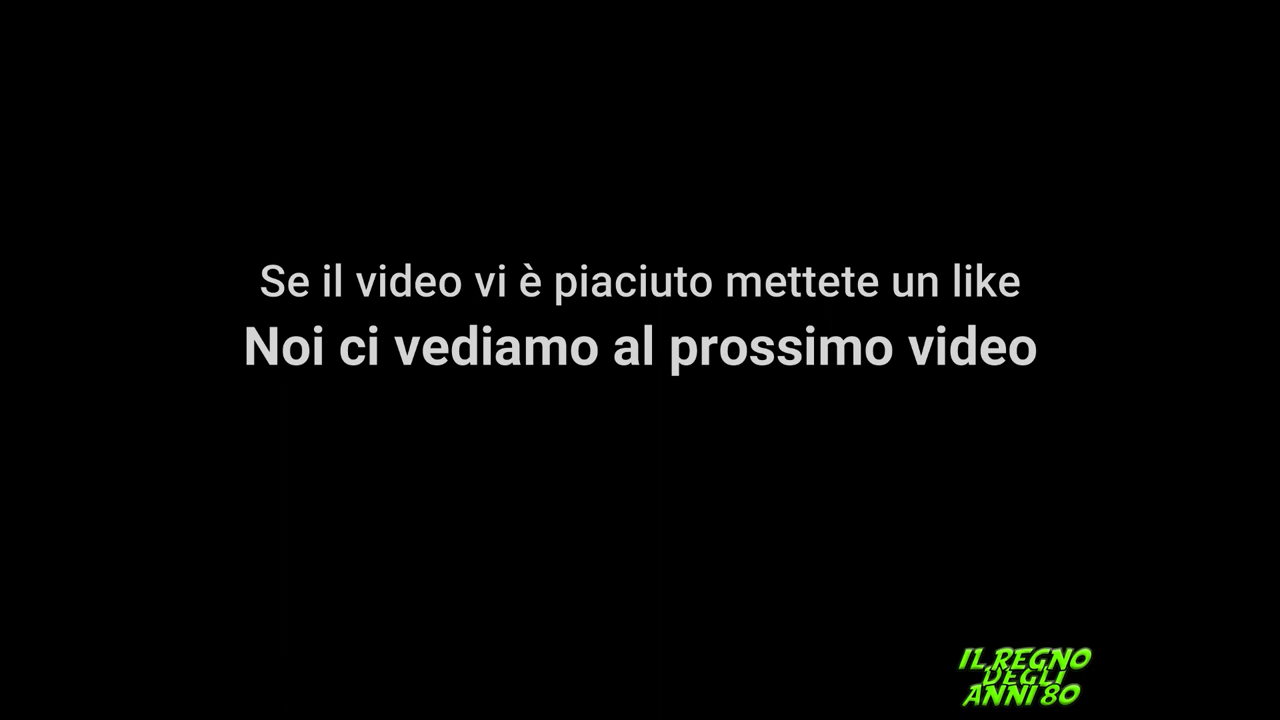 Se il video vi è piaciuto mettete un like
Noi ci vediamo al prossimo video
IL REGNO
DEGLI
ANNI 80